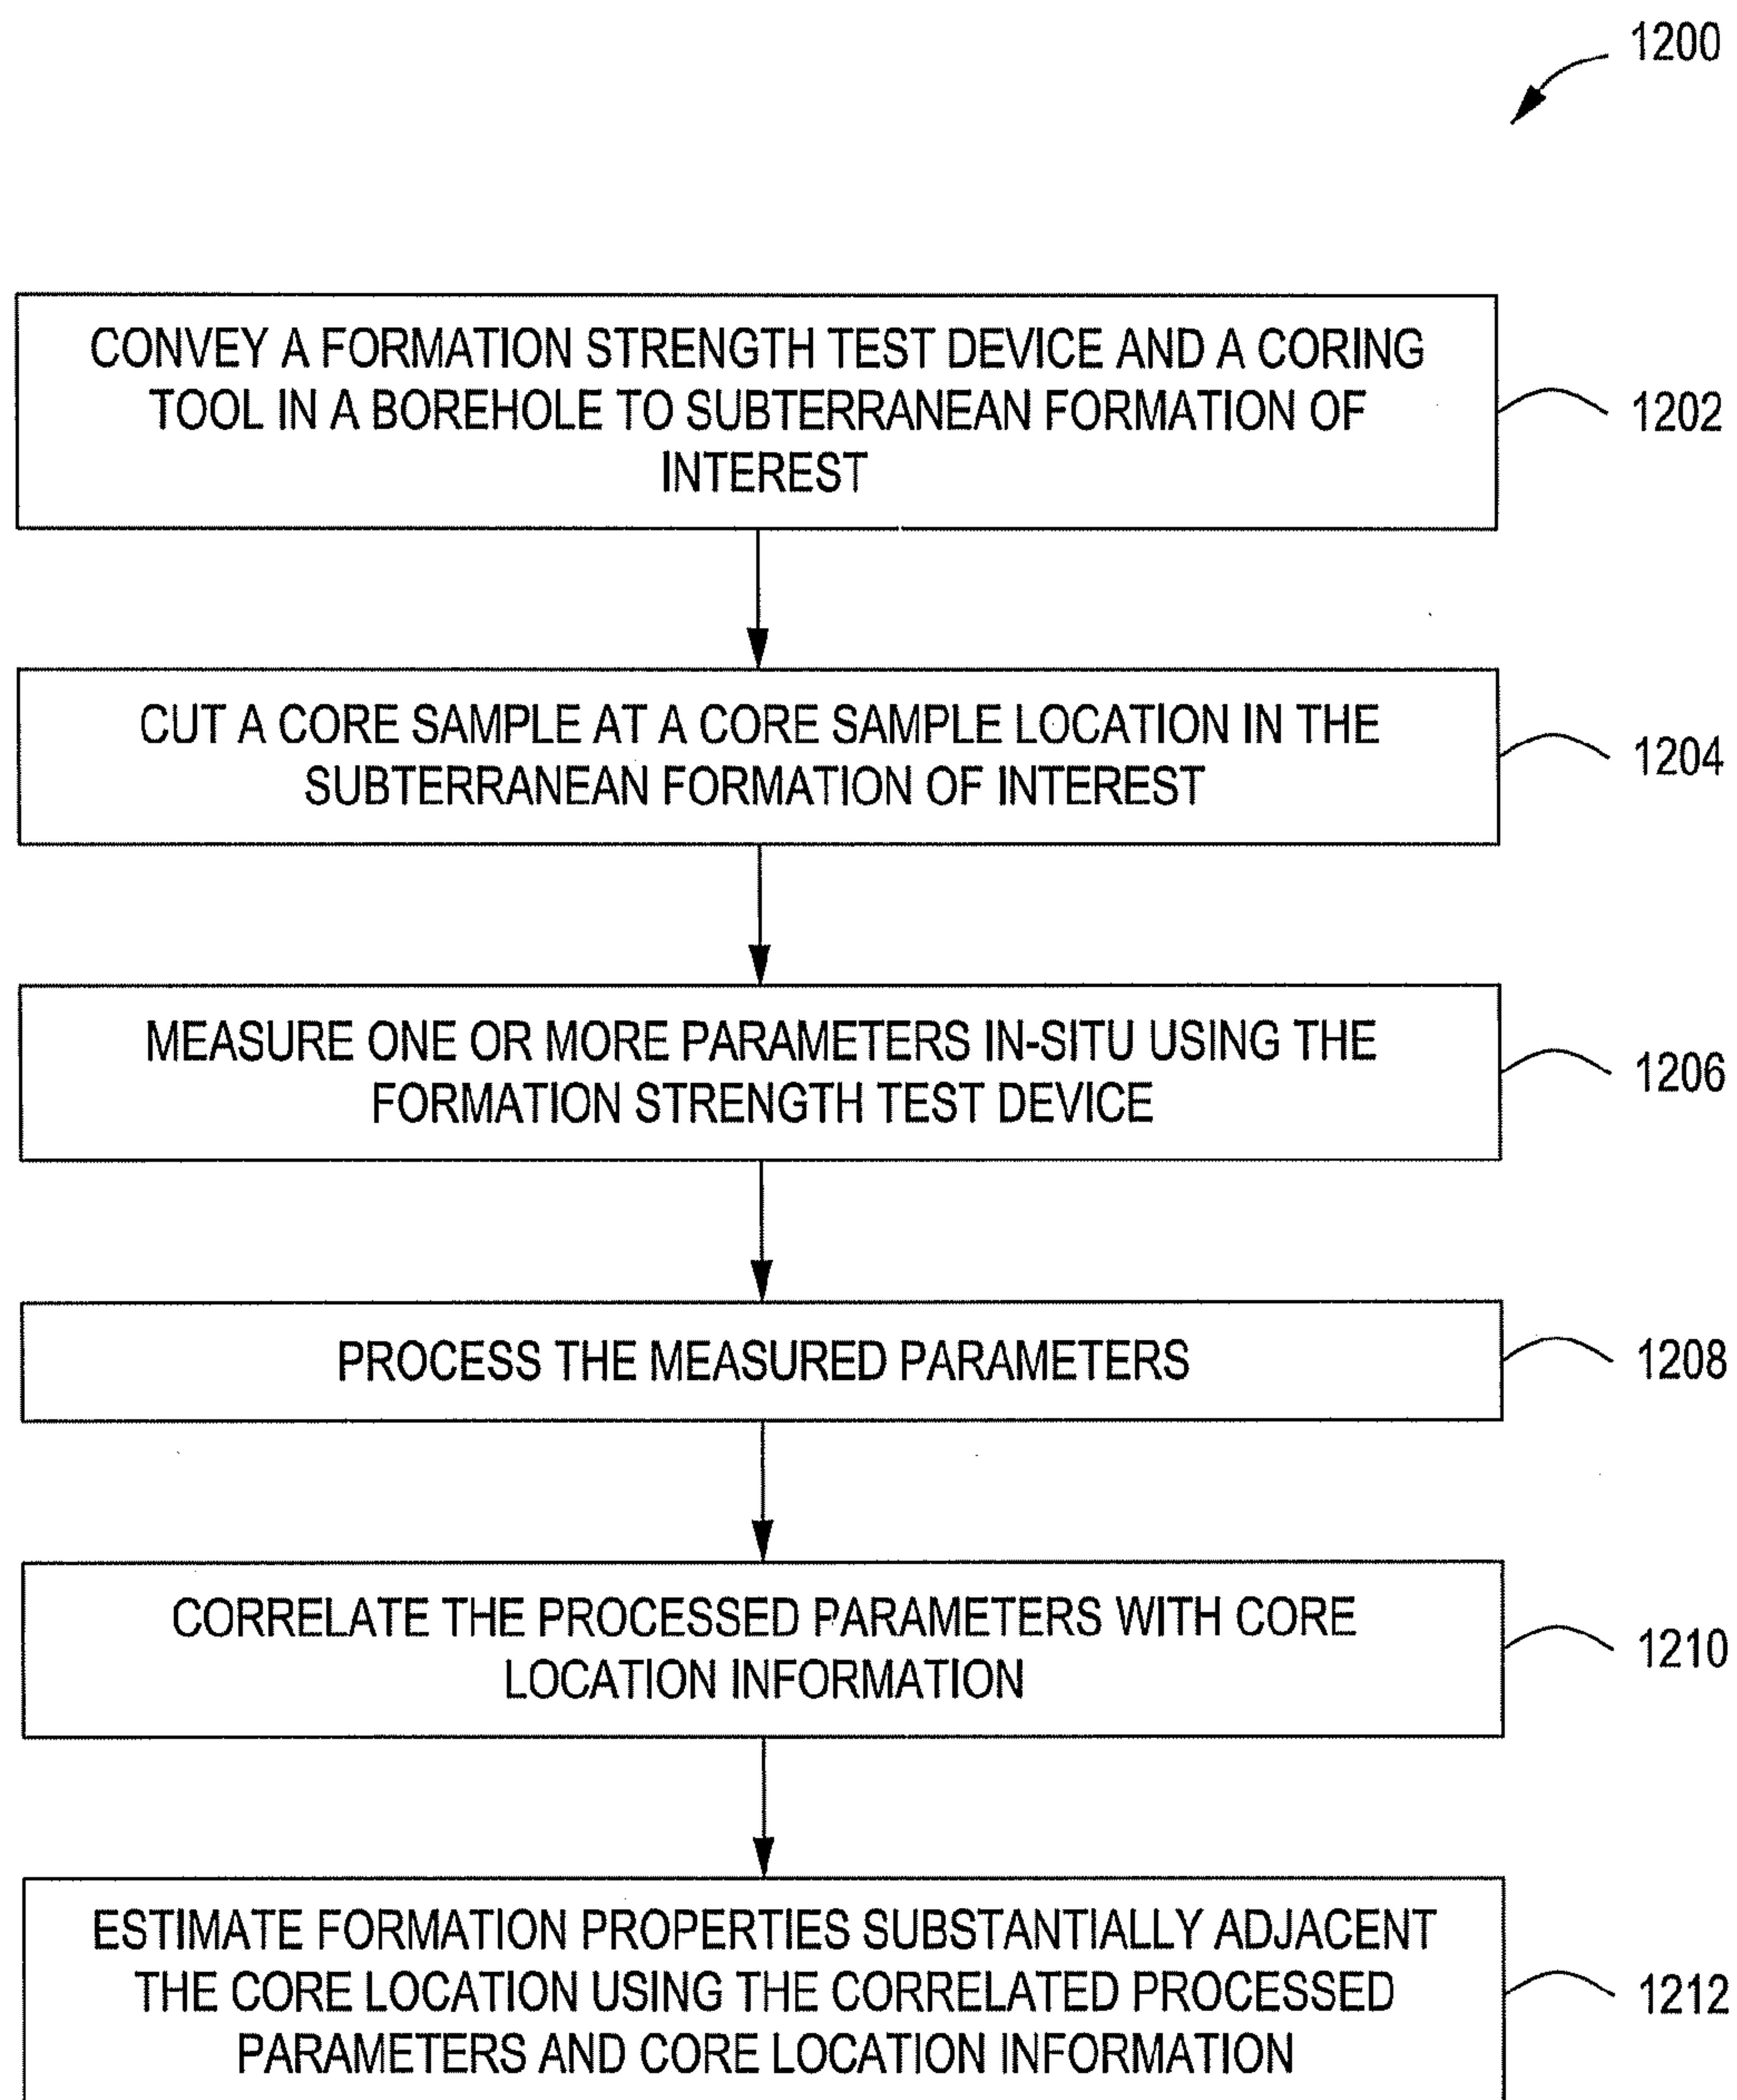 1200
CONVEY A FORMATION STRENGTH TEST DEVICE AND A CORING
TOOL IN A BOREHOLE TO SUBTERRANEAN FORMATION OF
INTEREST
1202
CUT A CORE SAMPLE AT A CORE SAMPLE LOCATION IN THE
SUBTERRANEAN FORMATION OF INTEREST
1204
MEASURE ONE OR MORE PARAMETERS IN-SITU USING THE
FORMATION STRENGTH TEST DEVICE
1206
PROCESS THE MEASURED PARAMETERS
1208
CORRELATE THE PROCESSED PARAMETERS WITH CORE
LOCATION INFORMATION
1210
ESTIMATE FORMATION PROPERTIES SUBSTANTIALLY ADJACENT
THE CORE LOCATION USING THE CORRELATED PROCESSED
PARAMETERS AND CORE LOCATION INFORMATION
1212